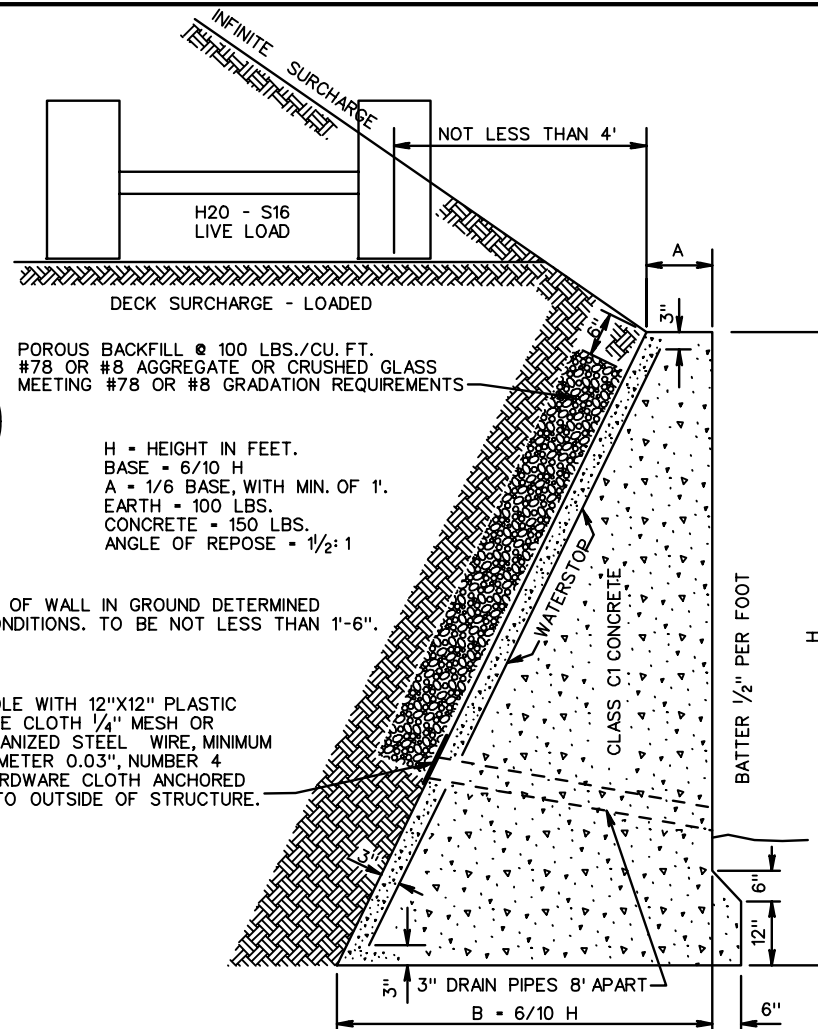 INFINITE SURCHARGE
NOT LESS THAN 4'
H20 - S16
LIVE LOAD
A
DECK SURCHARGE - LOADED
3"
6"
POROUS BACKFILL @ 100 LBS./CU. FT.
#78 OR #8 AGGREGATE OR CRUSHED GLASS
MEETING #78 OR #8 GRADATION REQUIREMENTS
H = HEIGHT IN FEET.
BASE = 6/10 H
A = 1/6 BASE, WITH MIN. OF 1'.
EARTH = 100 LBS.
CONCRETE = 150 LBS.
ANGLE OF REPOSE = 1 1/2: 1
WATERSTOP
CLASS C1 CONCRETE
BATTER 1/2" PER FOOT
H
OF WALL IN GROUND DETERMINED
NDITIONS. TO BE NOT LESS THAN 1'-6".
OLE WITH 12"X12" PLASTIC
E CLOTH 1/4" MESH OR
ANIZED STEEL WIRE, MINIMUM
METER 0.03", NUMBER 4
RDWARE CLOTH ANCHORED
TO OUTSIDE OF STRUCTURE.
3"
6"
12"
3"
3" DRAIN PIPES 8' APART
B = 6/10 H
6"